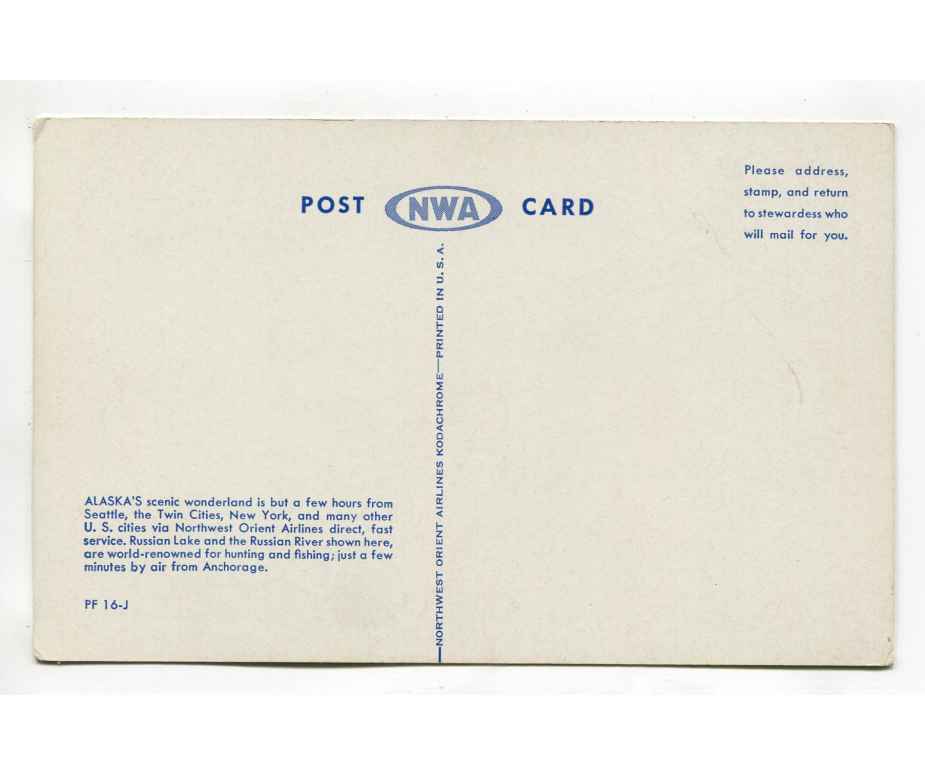 POST NWA CARD
Please address,
stamp, and return
to stewardess who
will mail for you.
—NORTHWEST ORIENT AIRLINES KODACHROME—PRINTED IN U. S. A.
ALASKA'S scenic wonderland is but a few hours from
Seattle, the Twin Cities, New York, and many other
U. S. cities via Northwest Orient Airlines direct, fast
service. Russian Lake and the Russian River shown here,
are world-renowned for hunting and fishing; just a few
minutes by air from Anchorage.
PF 16-J